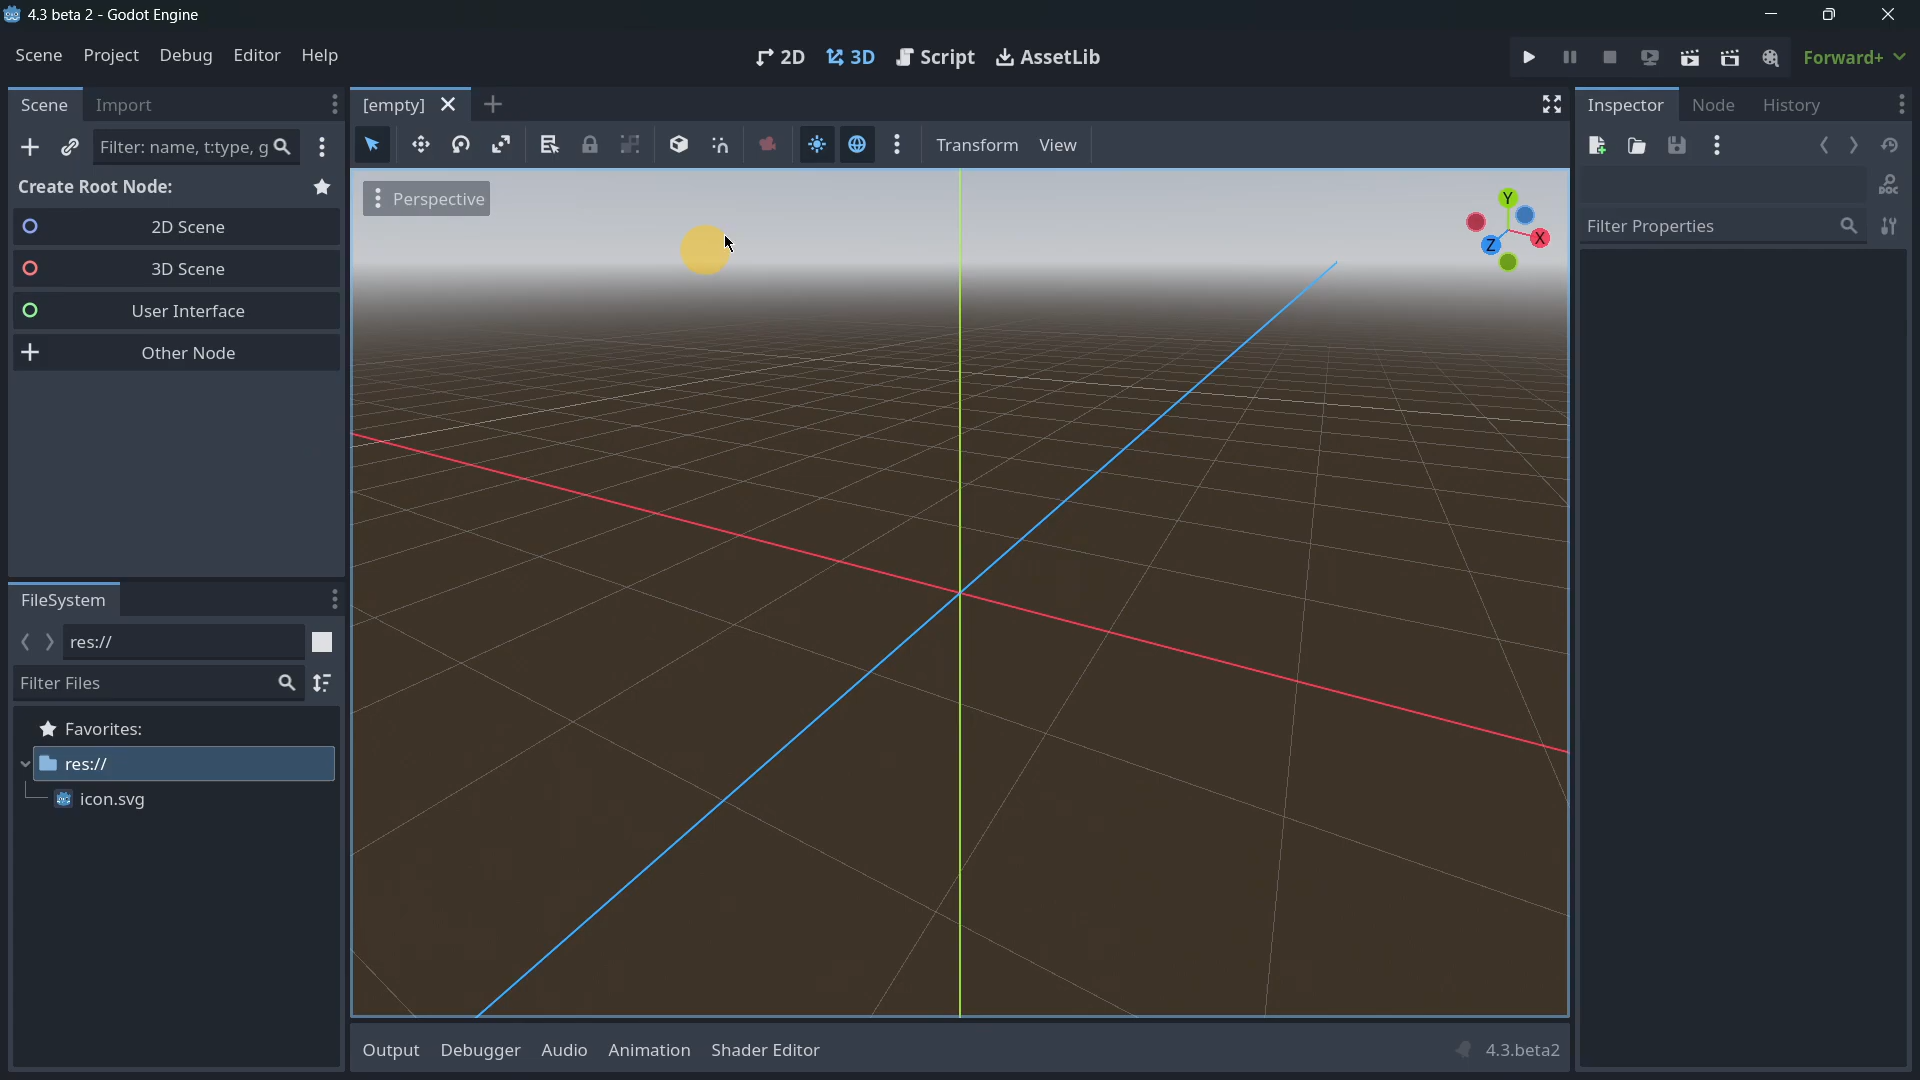 4.3 beta 2 - Godot Engine
Scene Project Debug Editor Help
2D 3D Script AssetLib
Forward+
Scene Import
[empty]
Inspector Node History
Filter: name, t:type, g
Transform View
Create Root Node:
Perspective
2D Scene
3D Scene
User Interface
Other Node
Y
X
Z
DOC
Filter Properties
FileSystem
res://
Filter Files
Favorites:
res://
icon.svg
Output Debugger Audio Animation Shader Editor
4.3.beta2